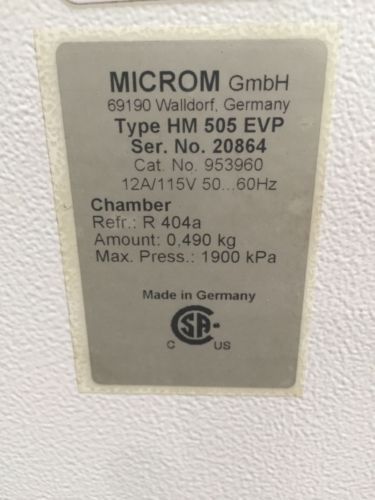 MICROM GmbH
69190 Walldorf, Germany
Type HM 505 EVP
Ser. No. 20864
Cat. No. 953960
12A/115V 50...60Hz
Chamber
Refr.: R 404a
Amount: 0,490 kg
Max. Press.: 1900 kPa
Made in Germany
CSA
C US